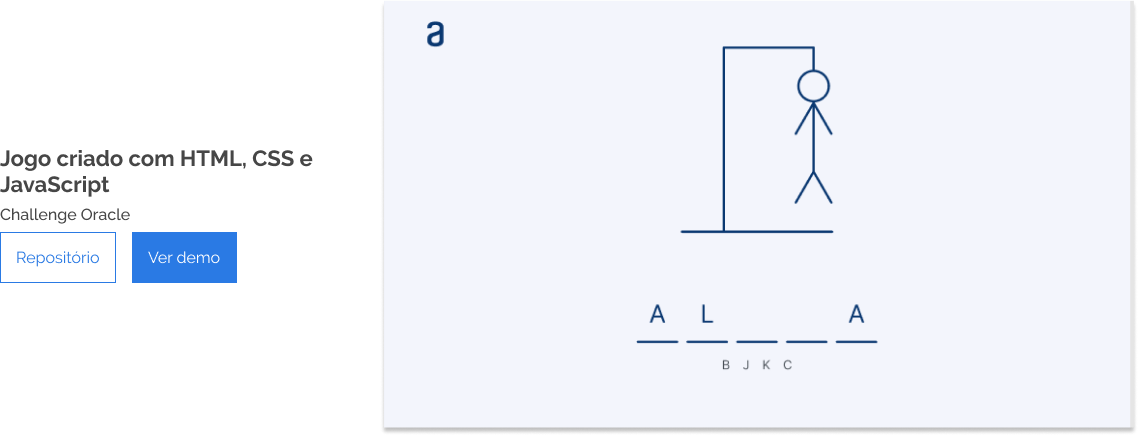 Jogo criado com HTML, CSS e
JavaScript
Challenge Oracle
Repositório
Ver demo
a
A L A
B J K C